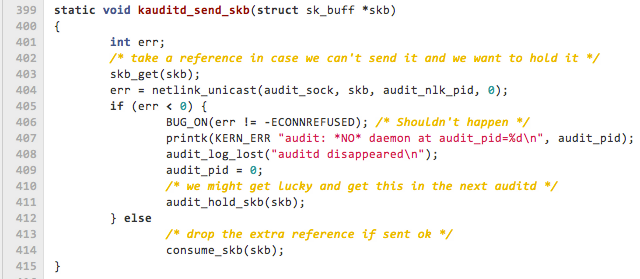 399 static void kauditd_send_skb(struct sk_buff *skb)
400 {
401         int err;
402         /* take a reference in case we can't send it and we want to hold it */
403         skb_get(skb);
404         err = netlink_unicast(audit_sock, skb, audit_nlk_pid, 0);
405         if (err < 0) {
406                 BUG_ON(err != -ECONNREFUSED); /* Shouldn't happen */
407                 printk(KERN_ERR "audit: *NO* daemon at audit_pid=%d\n", audit_pid);
408                 audit_log_lost("auditd disappeared\n");
409                 audit_pid = 0;
410                 /* we might get lucky and get this in the next auditd */
411                 audit_hold_skb(skb);
412         } else
413                 /* drop the extra reference if sent ok */
414                 consume_skb(skb);
415 }